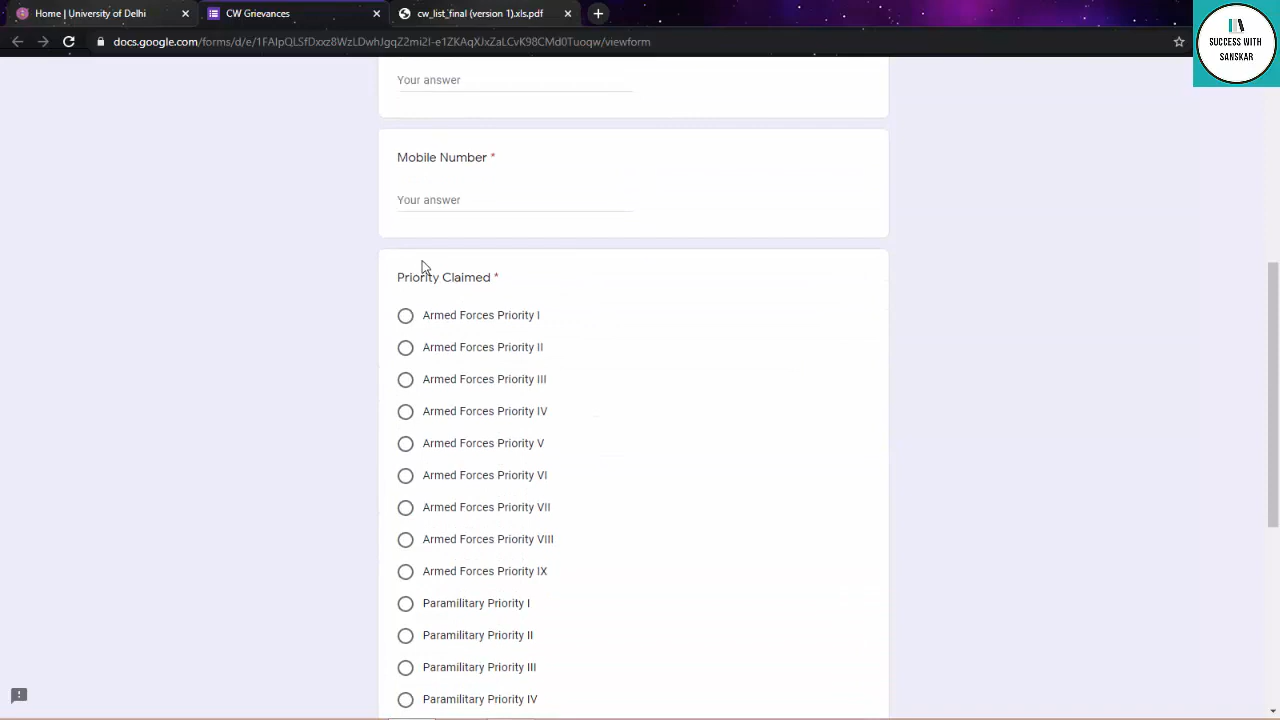 Home | University of Delhi
CW Grievances
cw_list_final (version 1).xls.pdf
SUCCESS WITH
SANSKAR
Your answer
Mobile Number *
Your answer
Priority Claimed *
Armed Forces Priority I
Armed Forces Priority II
Armed Forces Priority III
Armed Forces Priority IV
Armed Forces Priority V
Armed Forces Priority VI
Armed Forces Priority VII
Armed Forces Priority VIII
Armed Forces Priority IX
Paramilitary Priority I
Paramilitary Priority II
Paramilitary Priority III
Paramilitary Priority IV